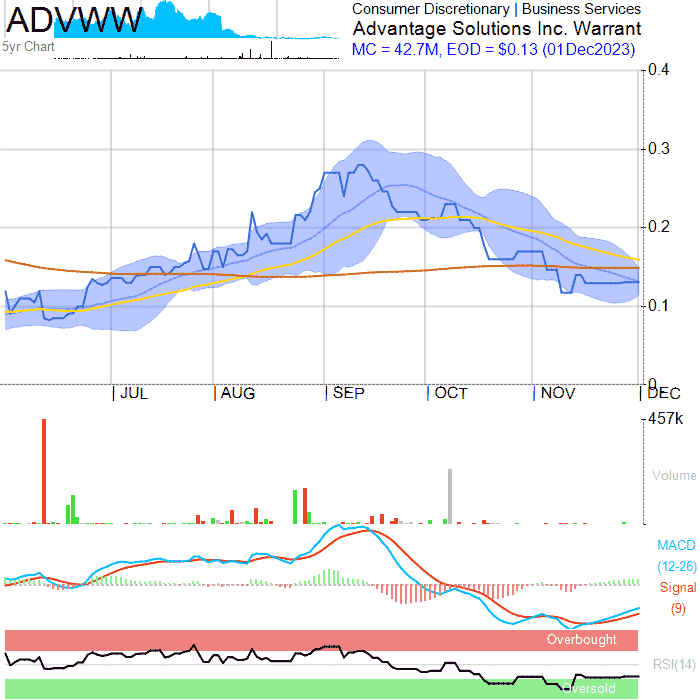 ADVWW
Consumer Discretionary | Business Services
Advantage Solutions Inc. Warrant
5yr Chart
MC = 42.7M, EOD = $0.13 (01Dec2023)
0.4
0.3
0.2
0.1
0
JUL AUG SEP OCT NOV DEC
457k
Volume
MACD
(12-26)
Signal
(9)
Overbought
RSI(14)
Oversold